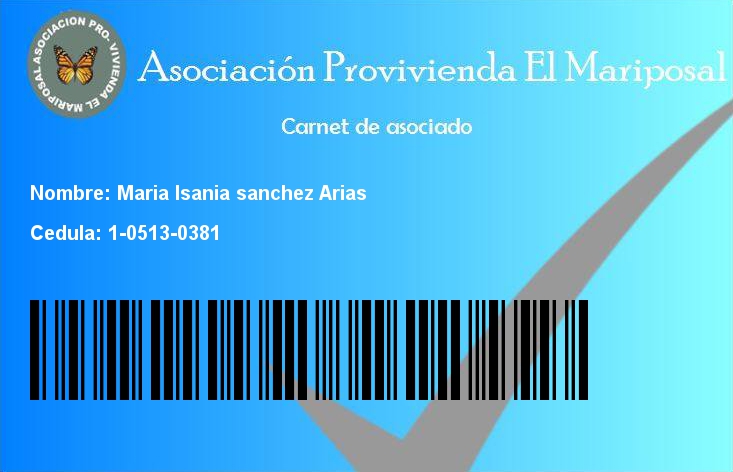 ASOCIACION PRO. VIVIENDA EL MARIPOSAL
Asociación Provivienda El Mariposal
Carnet de asociado
Nombre: Maria Isania sanchez Arias
Cedula: 1-0513-0381